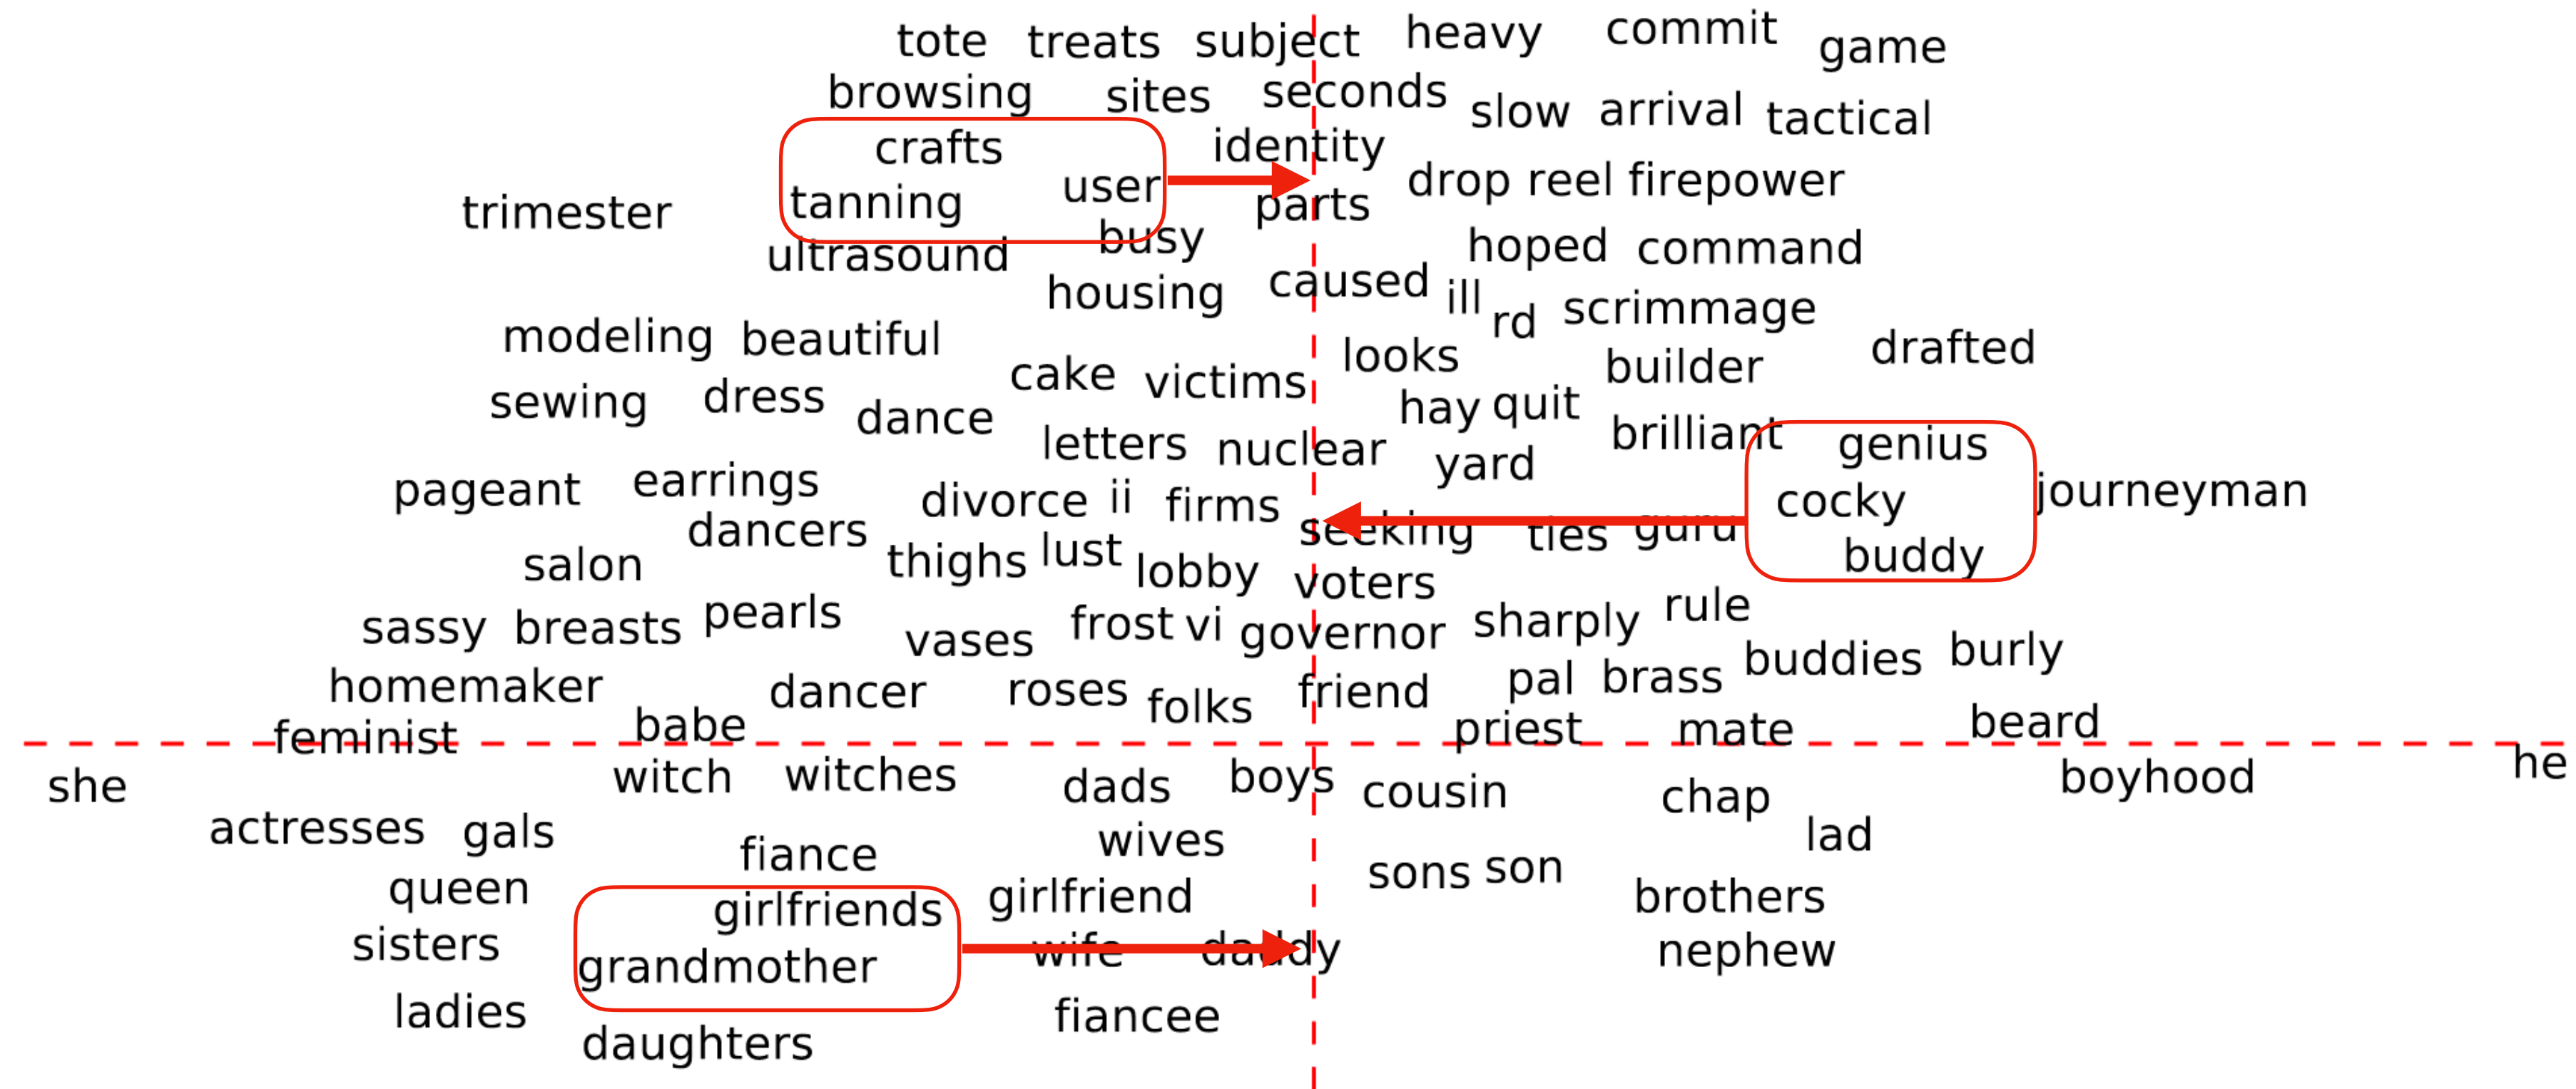 tote treats subject heavy commit game
browsing sites seconds slow arrival tactical
crafts identity
tanning user parts drop reel firepower
trimester busy hoped command
ultrasound housing caused ill rd scrimmage
modeling beautiful looks builder drafted
sewing dress dance cake victims hay quit
letters nuclear yard brilliant genius
pageant earrings divorce ii firms cocky journeyman
dancers seeking ties guru
salon thighs lust lobby voters buddy
sassy breasts pearls vases frost vi governor sharply rule
homemaker dancer roses folks friend pal brass buddies burly
feminist babe priest mate beard
she witch witches dads boys cousin chap boyhood he
actresses gals fiance wives lad
queen girlfriends girlfriend sons son brothers
sisters grandmother wife daddy nephew
ladies daughters fiancee